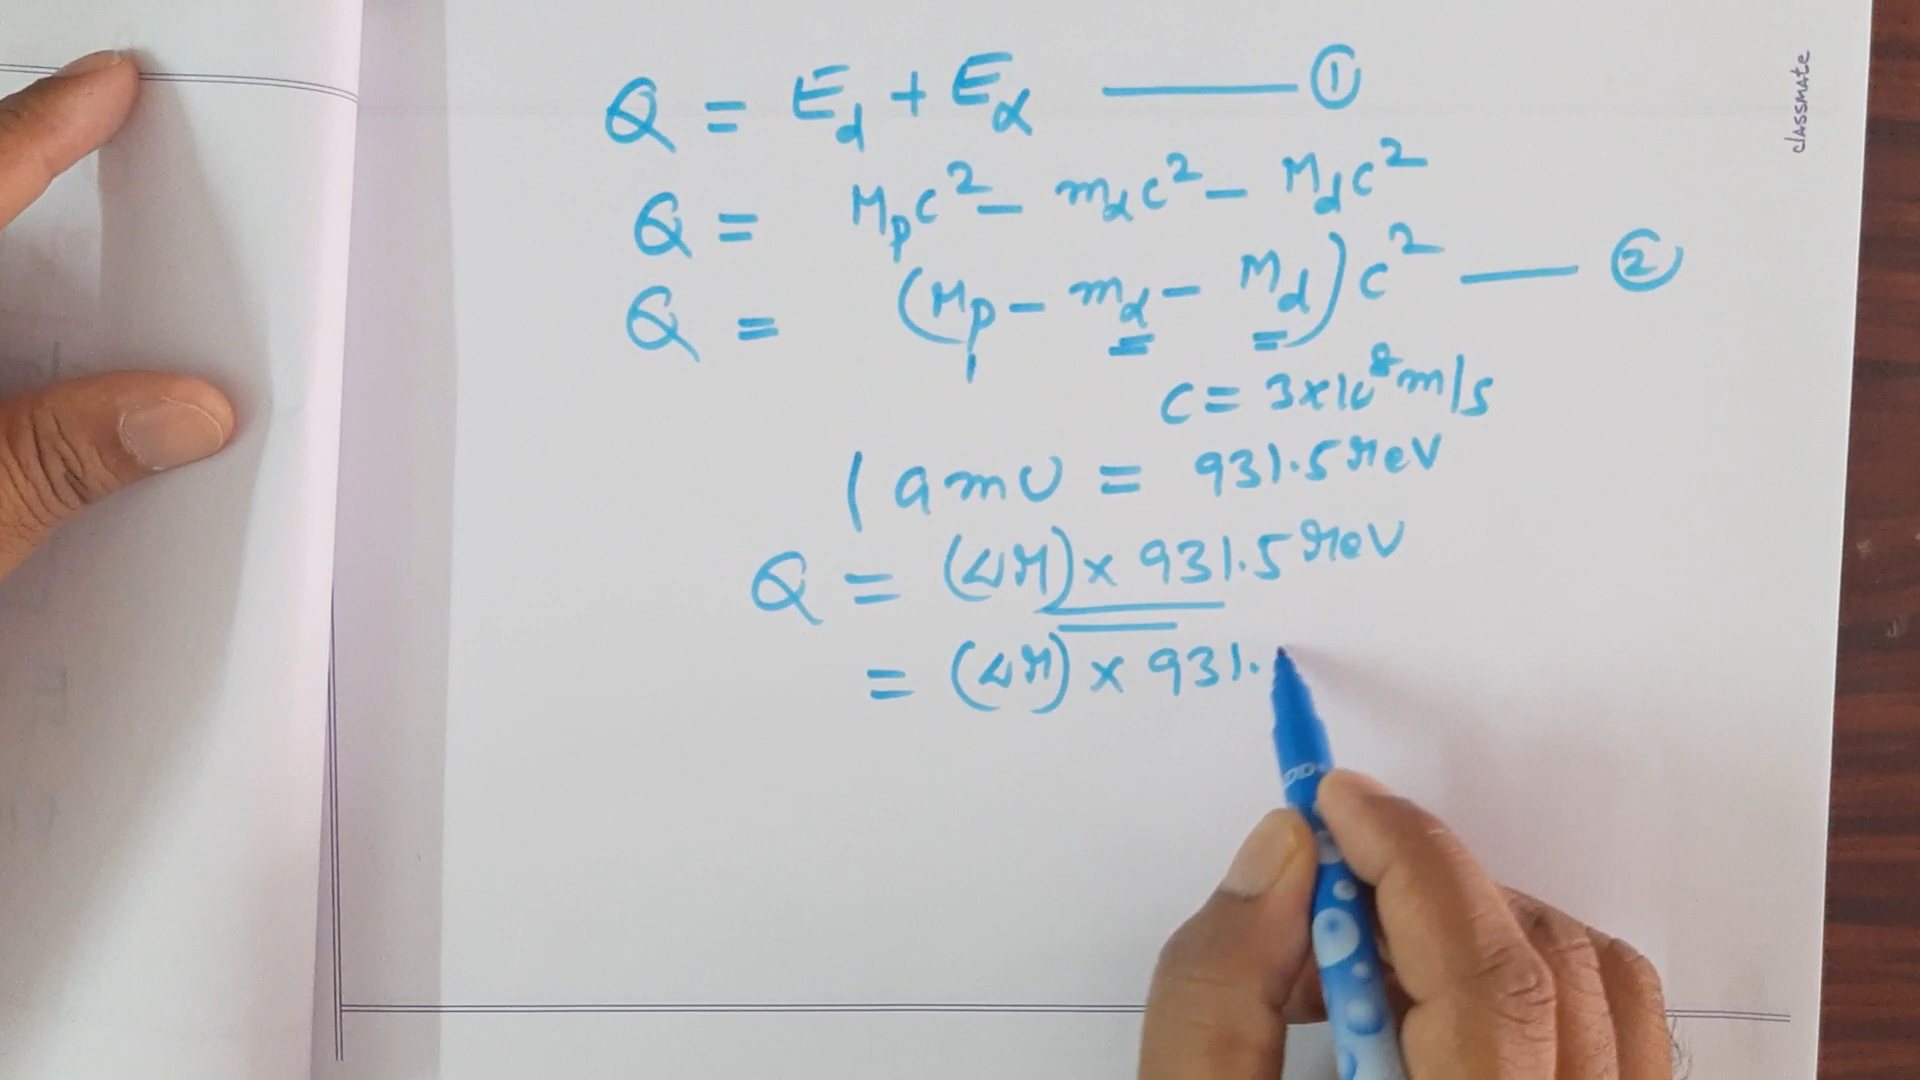 Q = E_d + E_α —— ①
Q = M_p c² - m_α c² - M_d c²
Q = (M_p - m_α - M_d) c² —— ②
c = 3×10⁸ m/s
1 amu = 931.5 MeV
Q = (ΔM) × 931.5 MeV
= (ΔM) × 931.
classmate